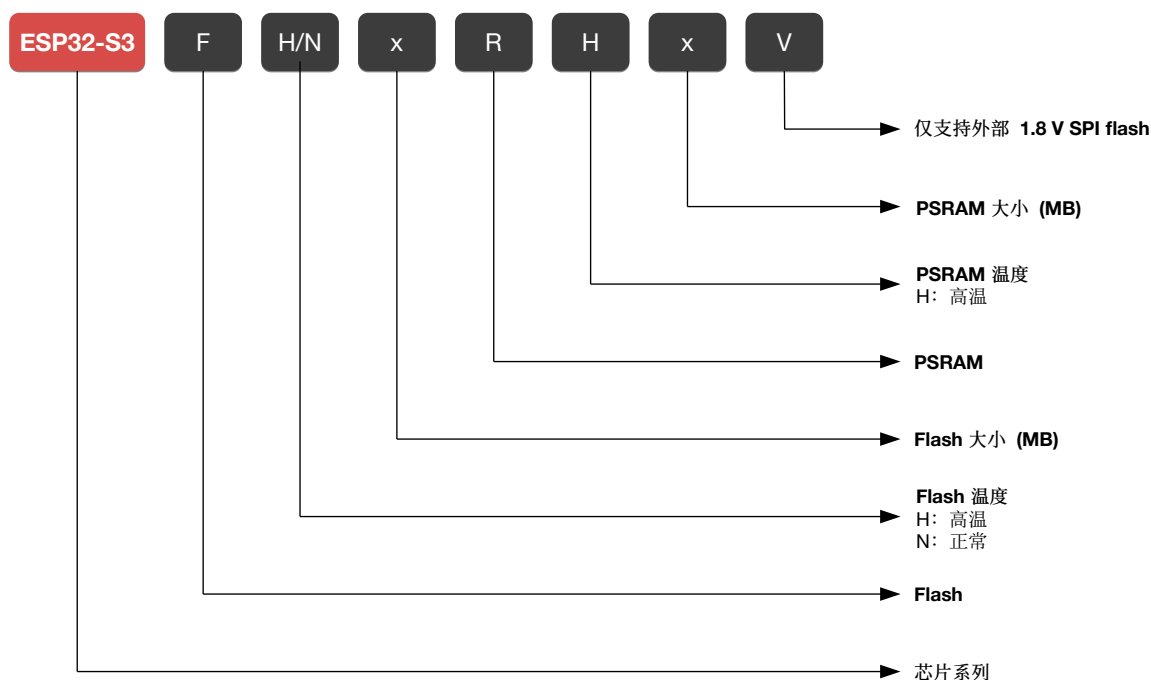 ESP32-S3 F H/N x R H x V
仅支持外部 1.8 V SPI flash
PSRAM 大小 (MB)
PSRAM 温度
H：高温
PSRAM
Flash 大小 (MB)
Flash 温度
H：高温
N：正常
Flash
芯片系列